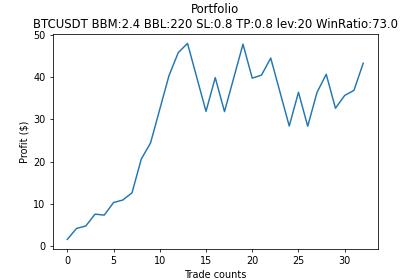 Portfolio
BTCUSDT BBM:2.4 BBL:220 SL:0.8 TP:0.8 lev:20 WinRatio:73.0
50
40
30
20
10
0
Profit ($)
0 5 10 15 20 25 30
Trade counts